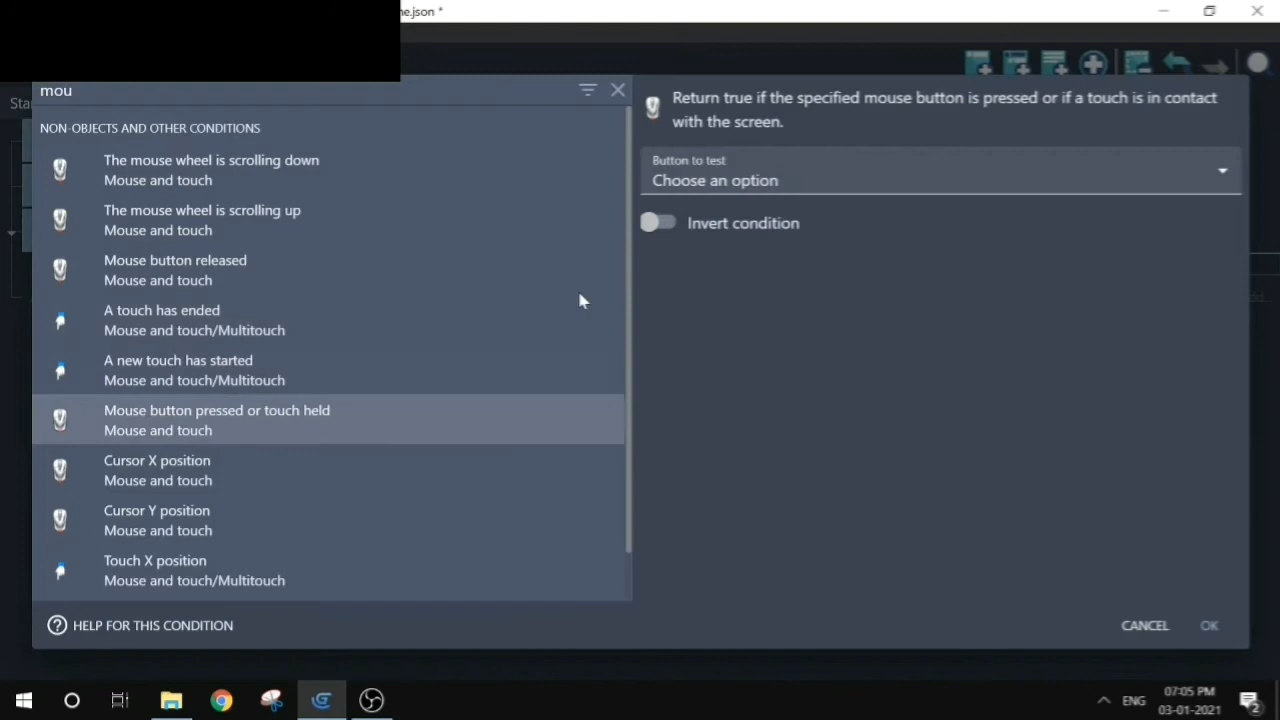 ne.json *
Star
mou
NON-OBJECTS AND OTHER CONDITIONS
The mouse wheel is scrolling down
Mouse and touch
The mouse wheel is scrolling up
Mouse and touch
Mouse button released
Mouse and touch
A touch has ended
Mouse and touch/Multitouch
A new touch has started
Mouse and touch/Multitouch
Mouse button pressed or touch held
Mouse and touch
Cursor X position
Mouse and touch
Cursor Y position
Mouse and touch
Touch X position
Mouse and touch/Multitouch
HELP FOR THIS CONDITION
Return true if the specified mouse button is pressed or if a touch is in contact
with the screen.
Button to test
Choose an option
Invert condition
CANCEL
OK
ENG
07:05 PM
03-01-2021
2